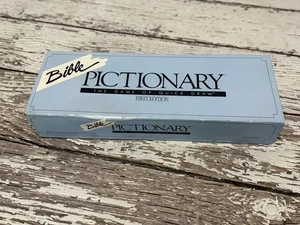 Bible
PICTIONARY
THE GAME OF QUICK DRAW
FIRST EDITION
Bible
PICTIONARY